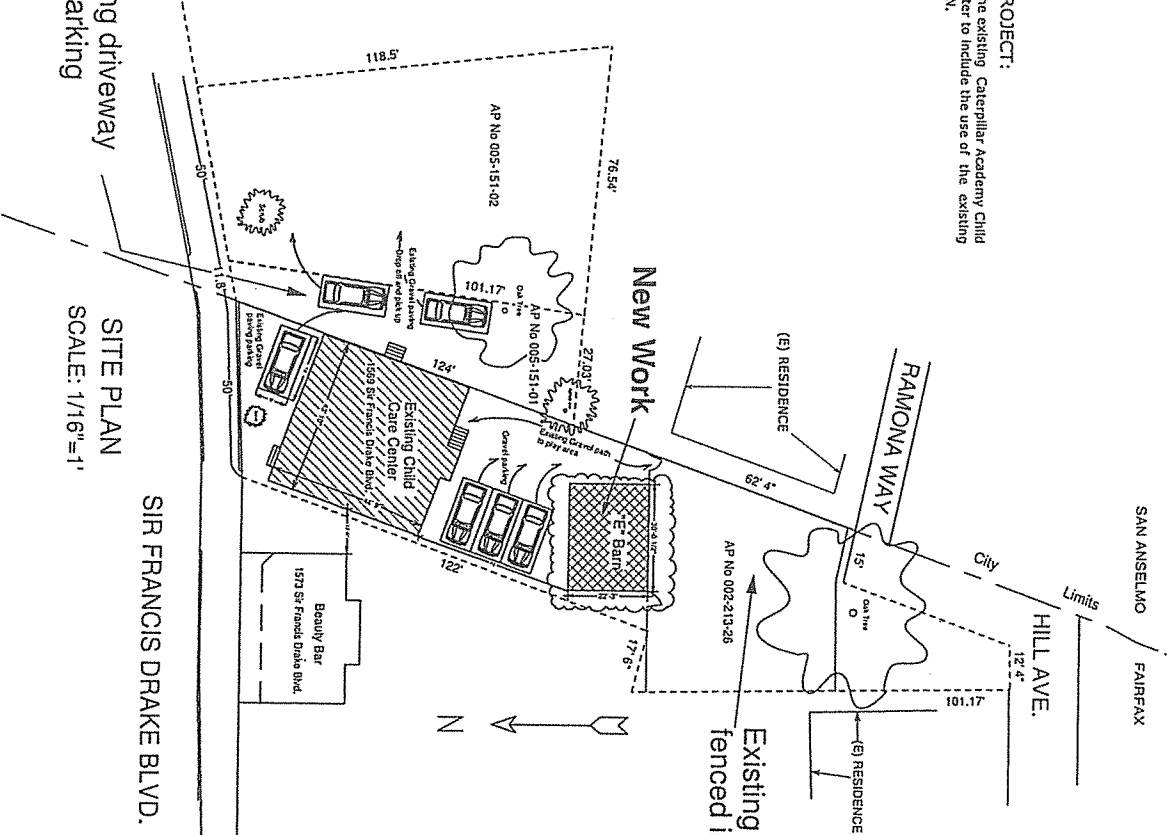 ROJECT:
he existing Caterpillar Academy Child
ter to include the use of the existing
N.
SAN ANSELMO
FAIRFAX
City
Limits
HILL AVE.
RAMONA WAY
(E) RESIDENCE
12' 4"
101.17'
15'
Oak Tree
(E) RESIDENCE
62' 4"
AP No 002-213-26
Existing
fenced i
New Work
"E" Barn
17' 6"
118.5'
76.54'
AP No 005-151-02
27.03'
AP No 005-151-01
Oak Tree
101.17'
Existing Gravel paving
Drop off and pick up
Scrub
Existing Gravel path
to play area
Gravel parking
124'
Existing Child
Care Center
1569 Sir Francis Drake Blvd.
122'
Existing Gravel
paving parking
50'
11.8'
50'
Beauty Bar
1573 Sir Francis Drake Blvd.
N
ng driveway
arking
SITE PLAN
SCALE: 1/16"=1'
SIR FRANCIS DRAKE BLVD.